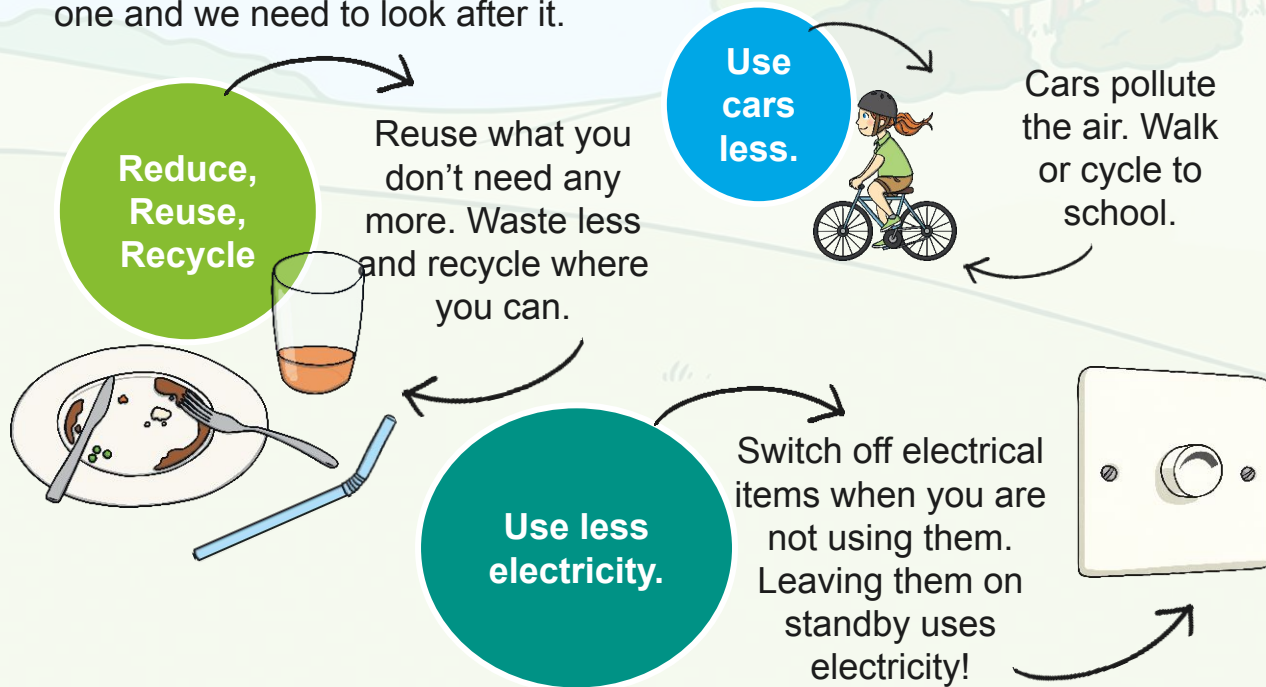 one and we need to look after it.
Reduce,
Reuse,
Recycle
Reuse what you
don’t need any
more. Waste less
and recycle where
you can.
Use
cars
less.
Cars pollute
the air. Walk
or cycle to
school.
Use less
electricity.
Switch off electrical
items when you are
not using them.
Leaving them on
standby uses
electricity!